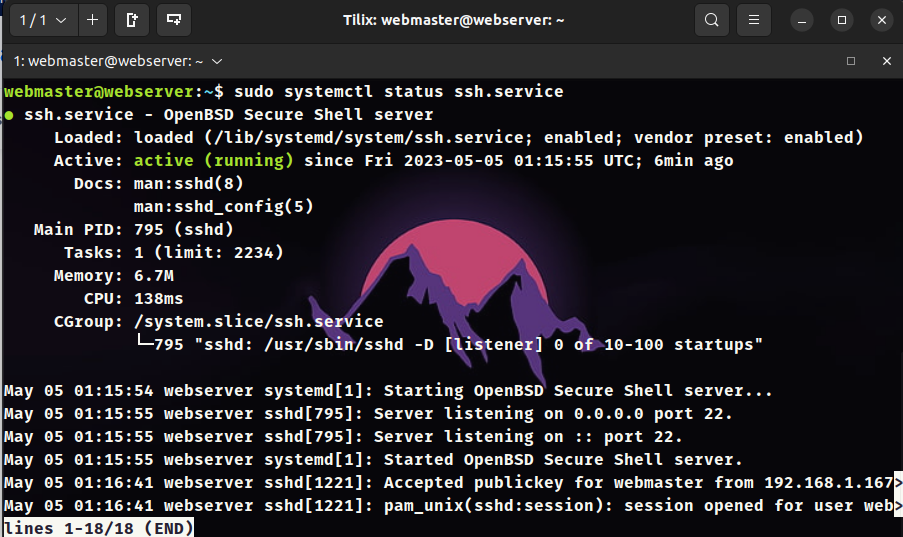 1 / 1
Tilix: webmaster@webserver: ~
1: webmaster@webserver: ~
webmaster@webserver:~$ sudo systemctl status ssh.service
● ssh.service - OpenBSD Secure Shell server
Loaded: loaded (/lib/systemd/system/ssh.service; enabled; vendor preset: enabled)
Active: active (running) since Fri 2023-05-05 01:15:55 UTC; 6min ago
Docs: man:sshd(8)
man:sshd_config(5)
Main PID: 795 (sshd)
Tasks: 1 (limit: 2234)
Memory: 6.7M
CPU: 138ms
CGroup: /system.slice/ssh.service
└─795 "sshd: /usr/sbin/sshd -D [listener] 0 of 10-100 startups"
May 05 01:15:54 webserver systemd[1]: Starting OpenBSD Secure Shell server...
May 05 01:15:55 webserver sshd[795]: Server listening on 0.0.0.0 port 22.
May 05 01:15:55 webserver sshd[795]: Server listening on :: port 22.
May 05 01:15:55 webserver systemd[1]: Started OpenBSD Secure Shell server.
May 05 01:16:41 webserver sshd[1221]: Accepted publickey for webmaster from 192.168.1.167>
May 05 01:16:41 webserver sshd[1221]: pam_unix(sshd:session): session opened for user web>
lines 1-18/18 (END)